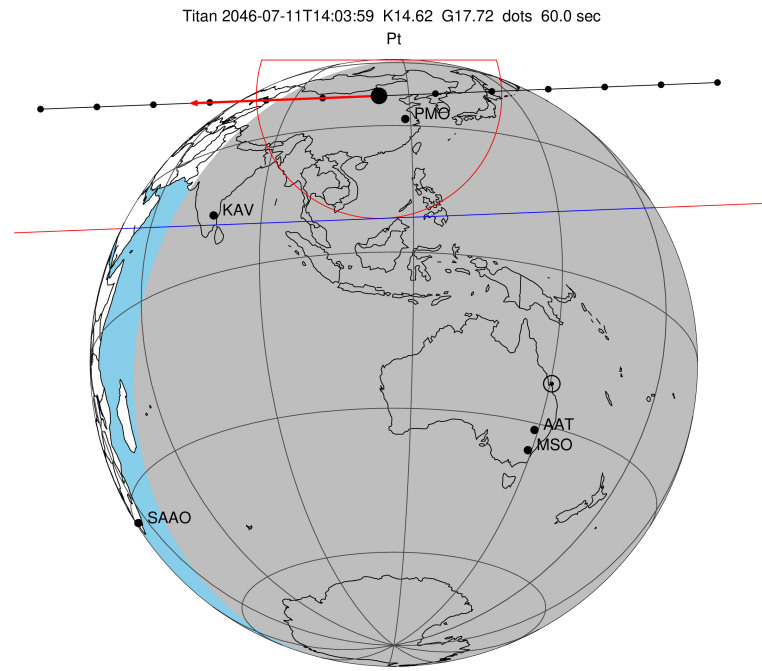 Titan 2046-07-11T14:03:59 K14.62 G17.72 dots 60.0 sec
Pt
PMO
KAV
AAT
MSO
SAAO